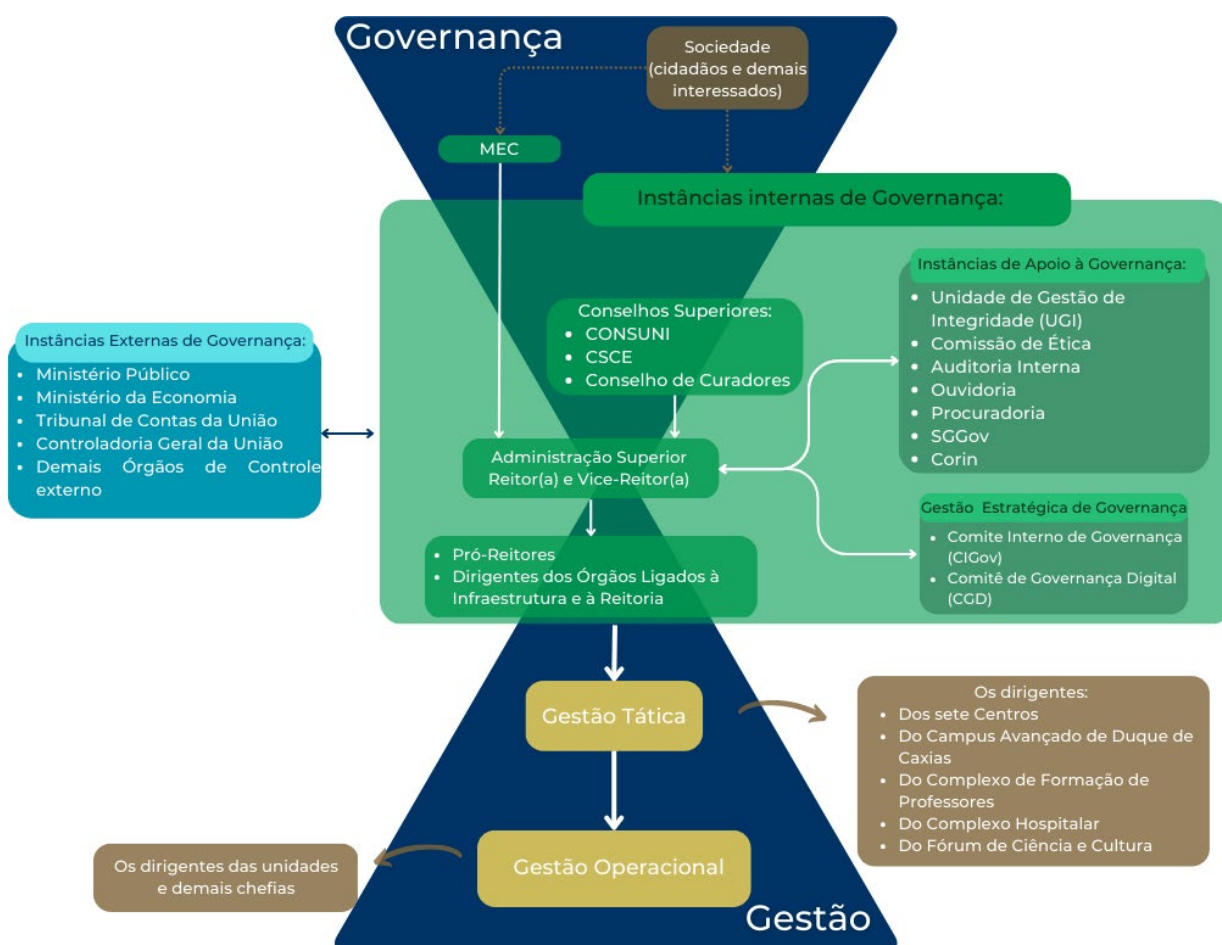 Governança
Sociedade
(cidadãos e demais
interessados)
MEC
Instâncias internas de Governança:
Instâncias de Apoio à Governança:
• Unidade de Gestão de
Integridade (UGI)
• Comissão de Ética
• Auditoria Interna
• Ouvidoria
• Procuradoria
• SGGov
• Corin
Conselhos Superiores:
• CONSUNI
• CSCE
• Conselho de Curadores
Instâncias Externas de Governança:
• Ministério Público
• Ministério da Economia
• Tribunal de Contas da União
• Controladoria Geral da União
• Demais Órgãos de Controle
externo
Administração Superior
Reitor(a) e Vice-Reitor(a)
Gestão Estratégica de Governança
• Comite Interno de Governança
(CIGov)
• Comitê de Governança Digital
(CGD)
• Pró-Reitores
• Dirigentes dos Órgãos Ligados à
Infraestrutura e à Reitoria
Gestão Tática
Os dirigentes:
• Dos sete Centros
• Do Campus Avançado de Duque de
Caxias
• Do Complexo de Formação de
Professores
• Do Complexo Hospitalar
• Do Fórum de Ciência e Cultura
Gestão Operacional
Os dirigentes das unidades
e demais chefias
Gestão